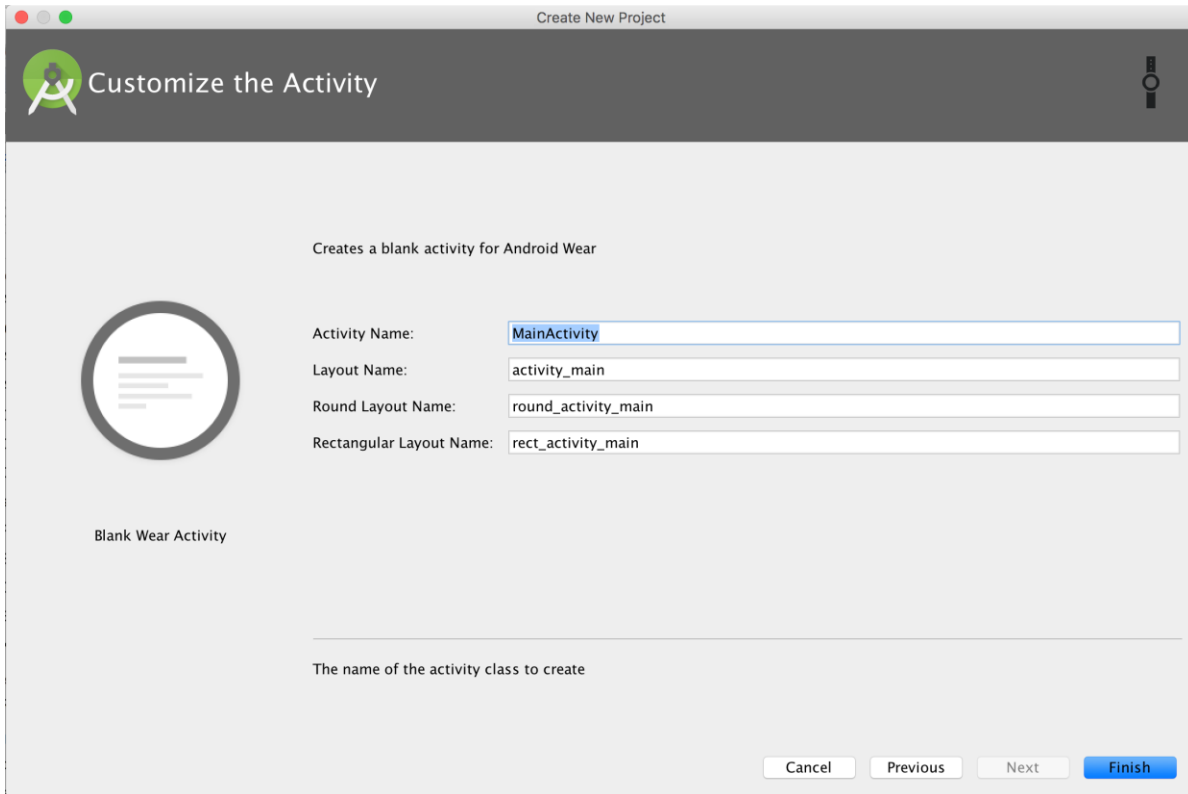 Create New Project
Customize the Activity
Creates a blank activity for Android Wear
Activity Name: MainActivity
Layout Name: activity_main
Round Layout Name: round_activity_main
Rectangular Layout Name: rect_activity_main
Blank Wear Activity
The name of the activity class to create
Cancel Previous Next Finish